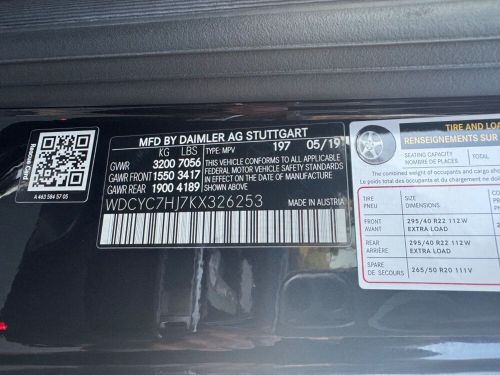 Rescue Card
A 463 584 57 05
MFD BY DAIMLER AG STUTTGART
KG LBS TYPE: MPV 197 05/19
GVWR 3200 7056 THIS VEHICLE CONFORMS TO ALL APPLICABLE
GAWR FRONT 1550 3417 FEDERAL MOTOR VEHICLE SAFETY STANDARDS
GAWR REAR 1900 4189 SHOWN ABOVE IN EFFECT ON THE DATE OF MANUFACTURE
WDCYC7HJ7KX326253
MADE IN AUSTRIA
TIRE AND LOA
RENSEIGNEMENTS SUR
SEATING CAPACITY
NOMBRE DE PLACES
The combined weight of occupants and cargo
Le poids total des occupants et du charg
TIRE
PNEU
SIZE
DIMENSIONS
FRONT
AVANT
295/40 R22 112W
EXTRA LOAD
REAR
ARRIÈRE
295/40 R22 112W
EXTRA LOAD
SPARE
DE SECOURS
265/50 R20 111V